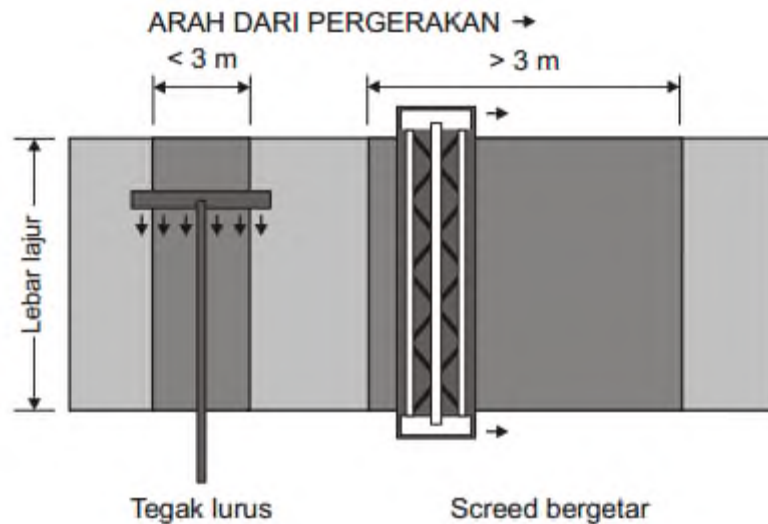 ARAH DARI PERGERAKAN →
< 3 m
> 3 m
Lebar lajur
Tegak lurus
Screed bergetar